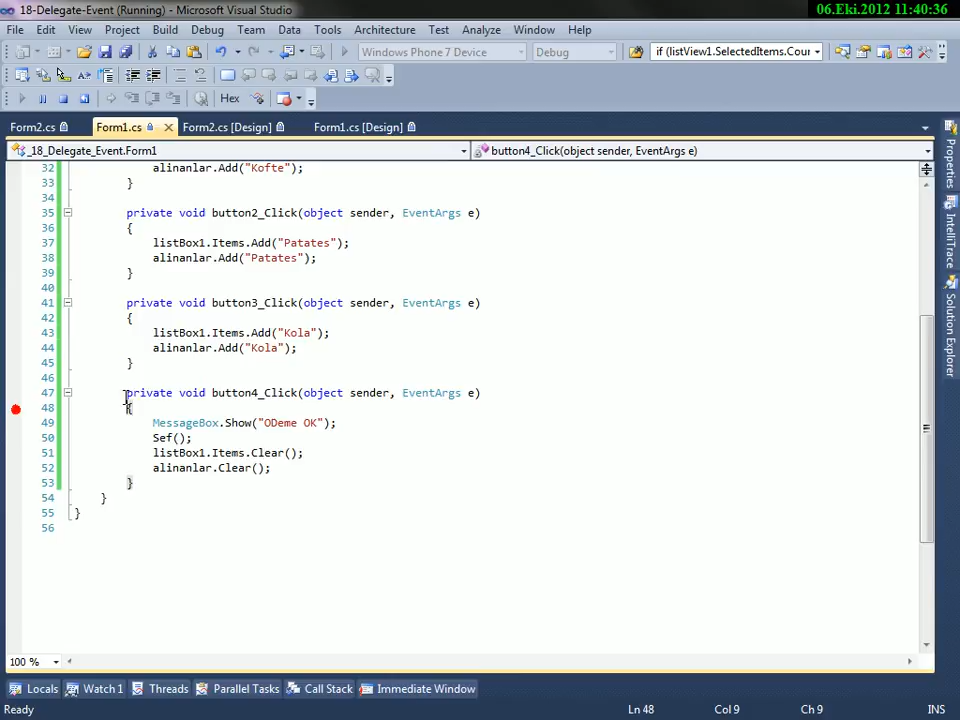 18-Delegate-Event (Running) - Microsoft Visual Studio
06.Eki.2012 11:40:36
File Edit View Project Build Debug Team Data Tools Architecture Test Analyze Window Help
Windows Phone 7 Device Debug if (listView1.SelectedItems.Cour
Hex
Form2.cs Form1.cs Form2.cs [Design] Form1.cs [Design]
_18_Delegate_Event.Form1 button4_Click(object sender, EventArgs e)
32 alinanlar.Add("Kofte");
33 }
34
35 private void button2_Click(object sender, EventArgs e)
36 {
37 listBox1.Items.Add("Patates");
38 alinanlar.Add("Patates");
39 }
40
41 private void button3_Click(object sender, EventArgs e)
42 {
43 listBox1.Items.Add("Kola");
44 alinanlar.Add("Kola");
45 }
46
47 private void button4_Click(object sender, EventArgs e)
48 {
49 MessageBox.Show("ODeme OK");
50 Sef();
51 listBox1.Items.Clear();
52 alinanlar.Clear();
53 }
54 }
55 }
56
Properties
IntelliTrace
Solution Explorer
100 %
Locals Watch 1 Threads Parallel Tasks Call Stack Immediate Window
Ready Ln 48 Col 9 Ch 9 INS